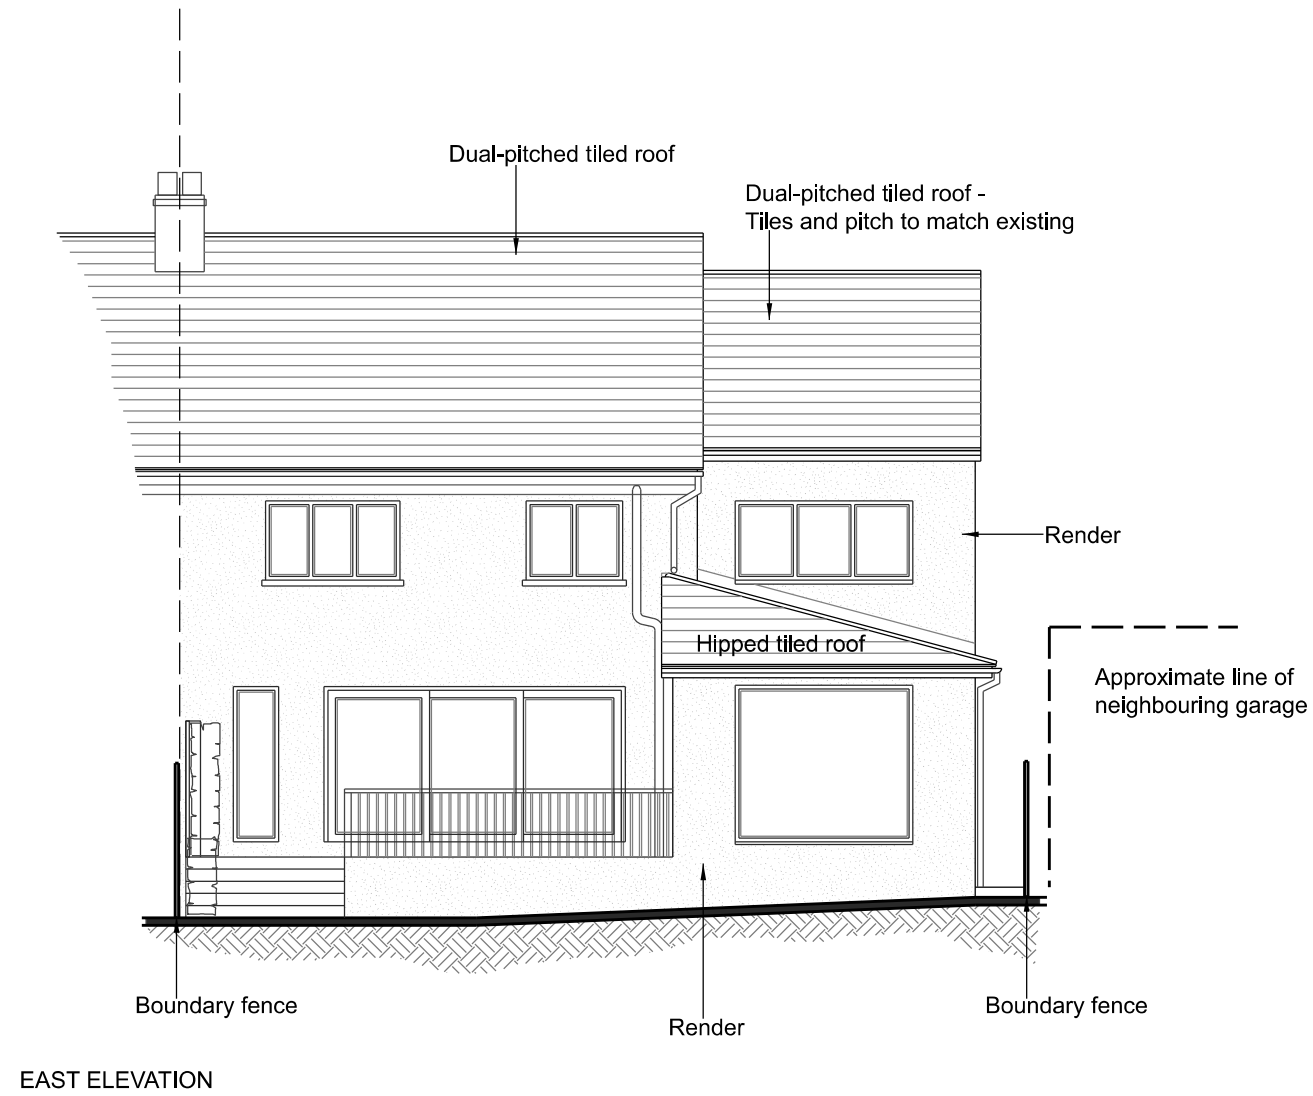 Dual-pitched tiled roof
Dual-pitched tiled roof -
Tiles and pitch to match existing
Render
Hipped tiled roof
Approximate line of
neighbouring garage
Boundary fence
Boundary fence
Render
EAST ELEVATION